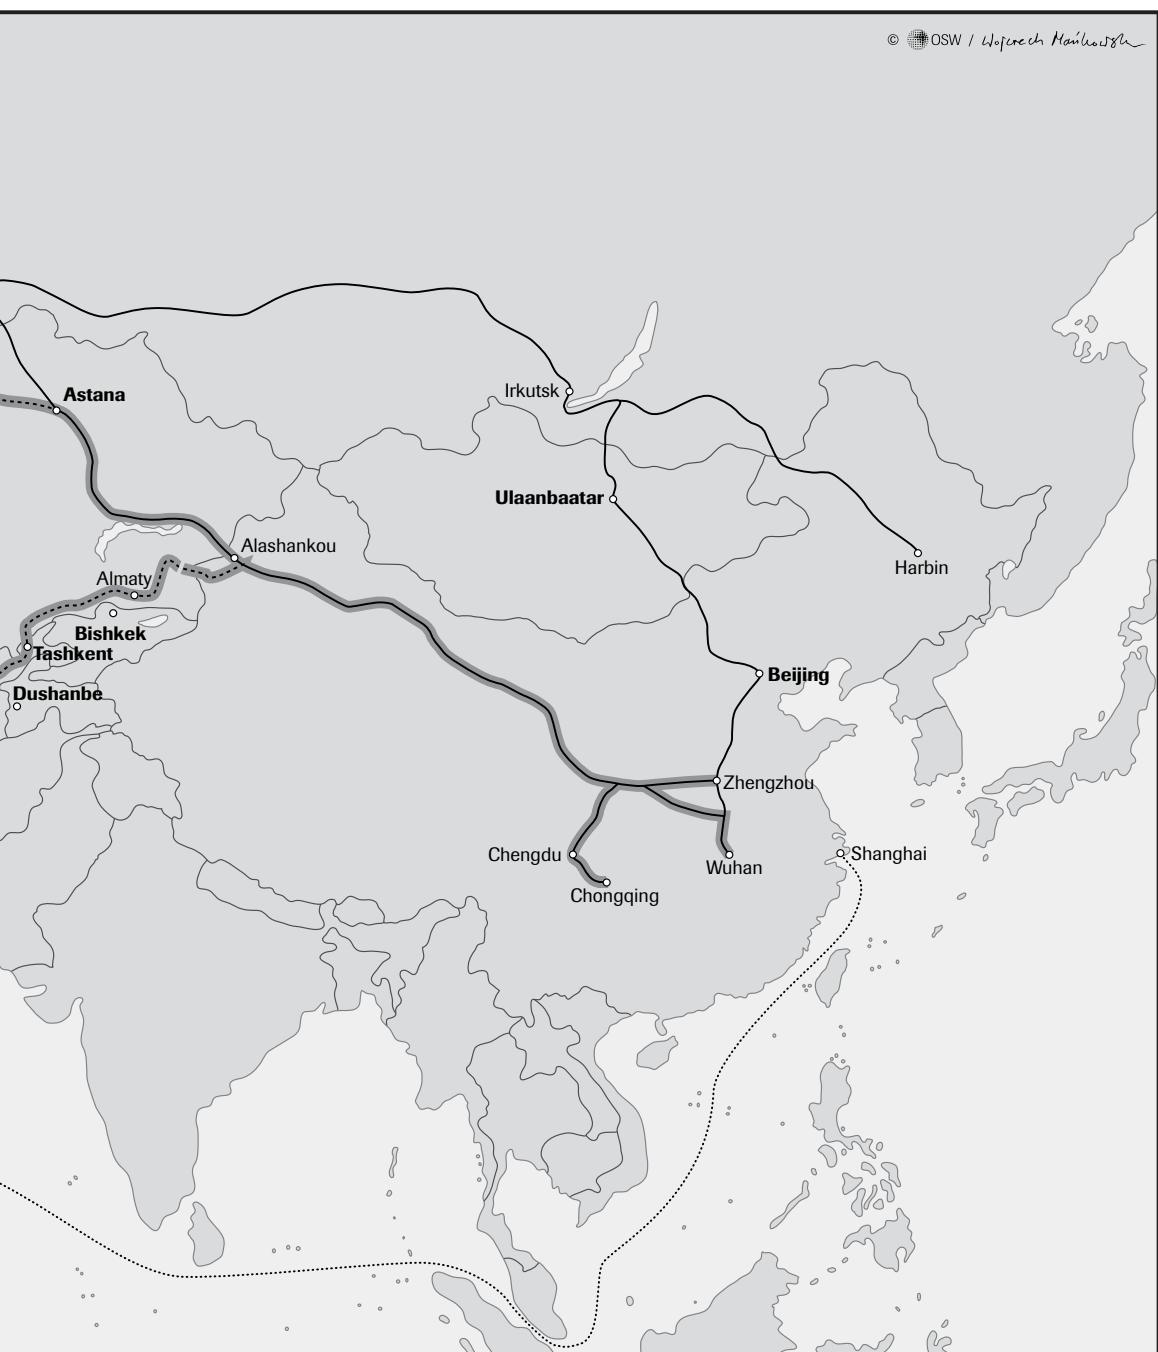 © OSW / Wojciech Mańkowski
Astana
Irkutsk
Ulaanbaatar
Alashankou
Harbin
Almaty
Bishkek
Tashkent
Beijing
Dushanbe
Zhengzhou
Chengdu
Wuhan
Shanghai
Chongqing